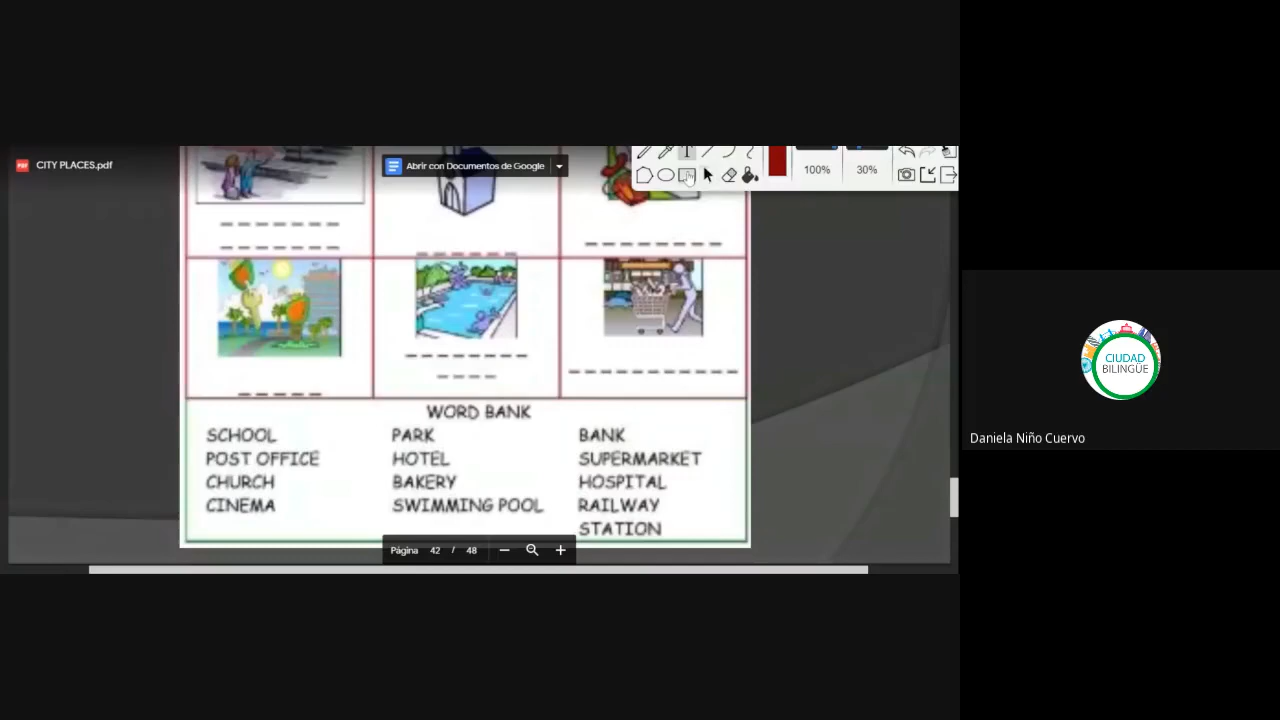 CITY PLACES.pdf
Abrir con Documentos de Google
100%
30%
WORD BANK
SCHOOL PARK BANK
POST OFFICE HOTEL SUPERMARKET
CHURCH BAKERY HOSPITAL
CINEMA SWIMMING POOL RAILWAY
STATION
Página 42 / 48
CIUDAD
BILINGÜE
Daniela Niño Cuervo